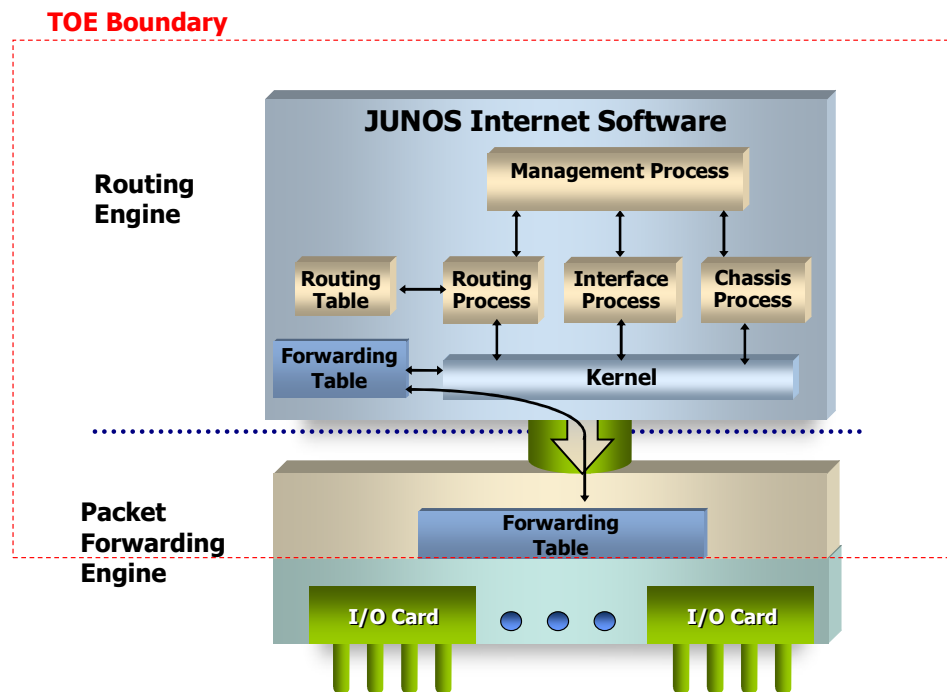 TOE Boundary
JUNOS Internet Software
Management Process
Routing
Engine
Routing
Table
Routing
Process
Interface
Process
Chassis
Process
Forwarding
Table
Kernel
Packet
Forwarding
Engine
Forwarding
Table
I/O Card
I/O Card